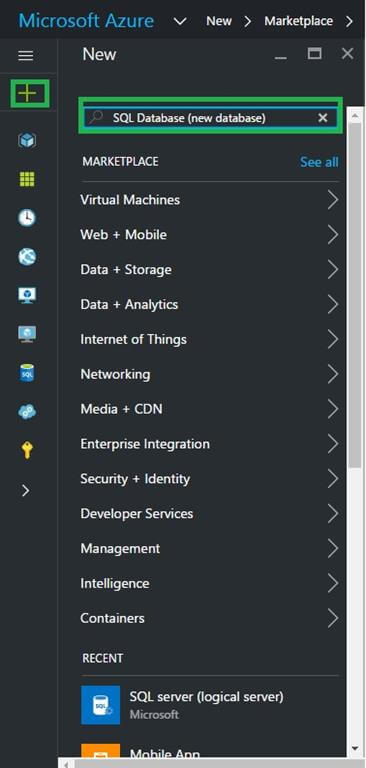 Microsoft Azure New Marketplace
New
SQL Database (new database)
MARKETPLACE See all
Virtual Machines
Web + Mobile
Data + Storage
Data + Analytics
Internet of Things
Networking
Media + CDN
Enterprise Integration
Security + Identity
Developer Services
Management
Intelligence
Containers
RECENT
SQL server (logical server)
Microsoft
Mobile App